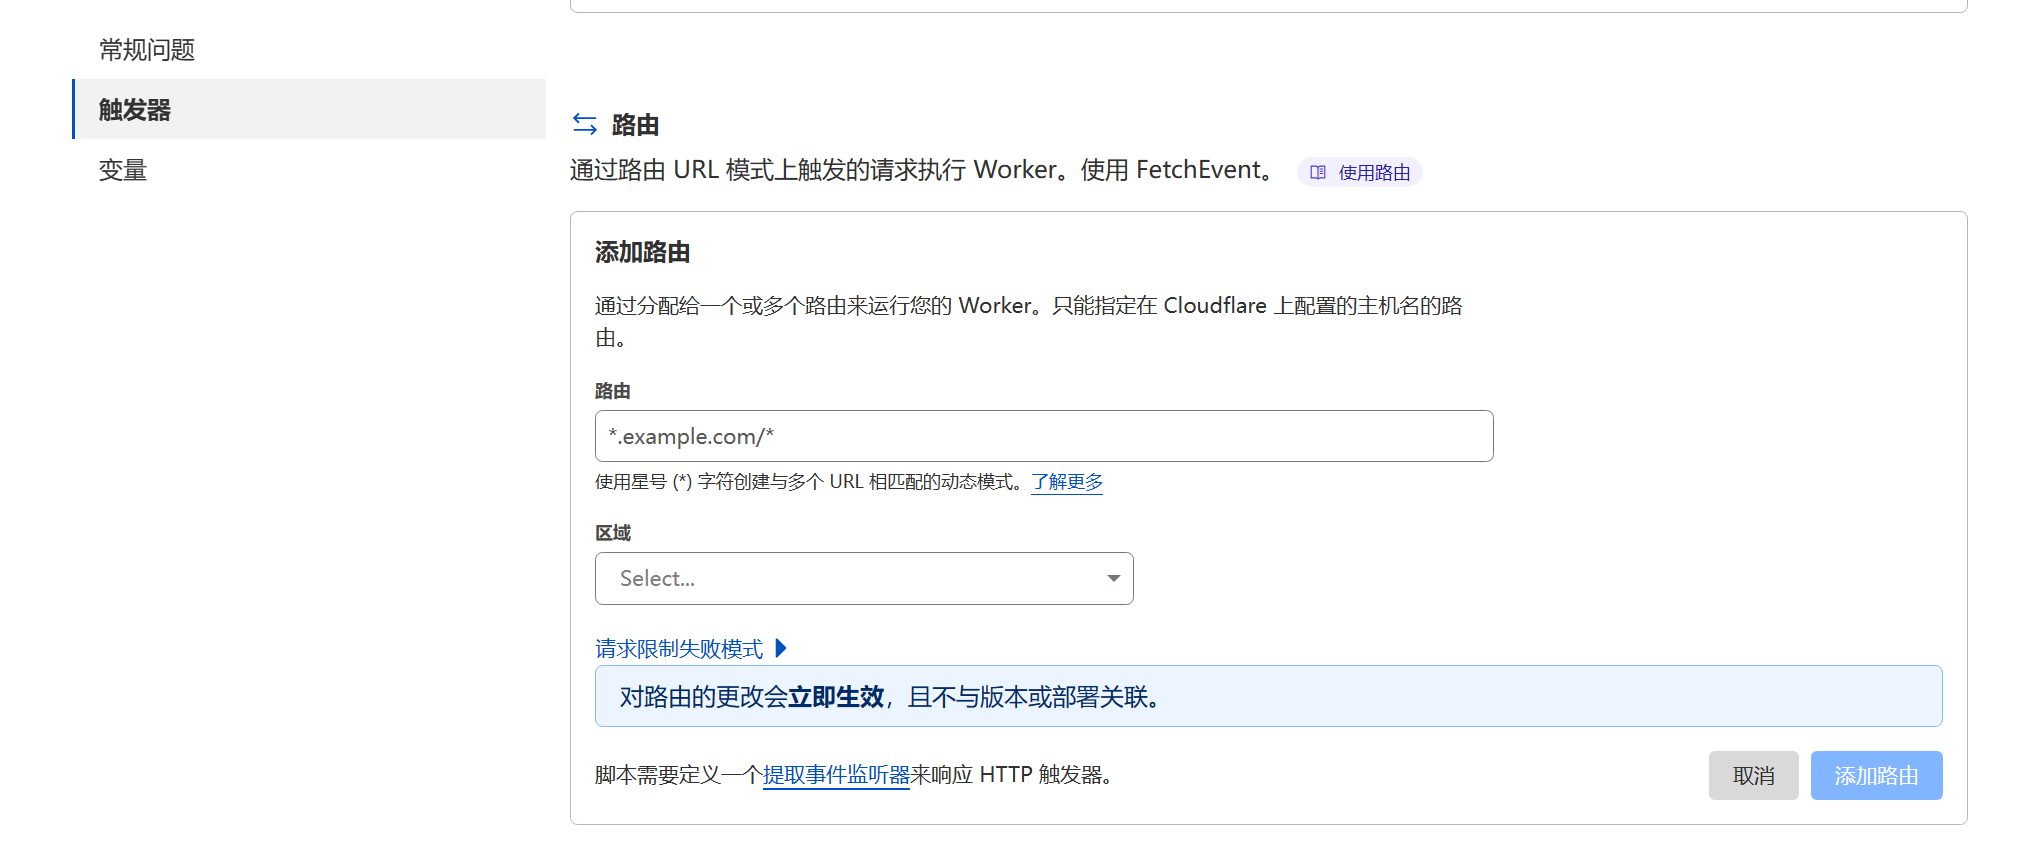 常规问题
触发器
变量
路由
通过路由 URL 模式上触发的请求执行 Worker。使用 FetchEvent。 使用路由
添加路由
通过分配给一个或多个路由来运行您的 Worker。只能指定在 Cloudflare 上配置的主机名的路
由。
路由
*.example.com/*
使用星号 (*) 字符创建与多个 URL 相匹配的动态模式。了解更多
区域
Select...
请求限制失败模式
对路由的更改会立即生效，且不与版本或部署关联。
脚本需要定义一个提取事件监听器来响应 HTTP 触发器。
取消 添加路由